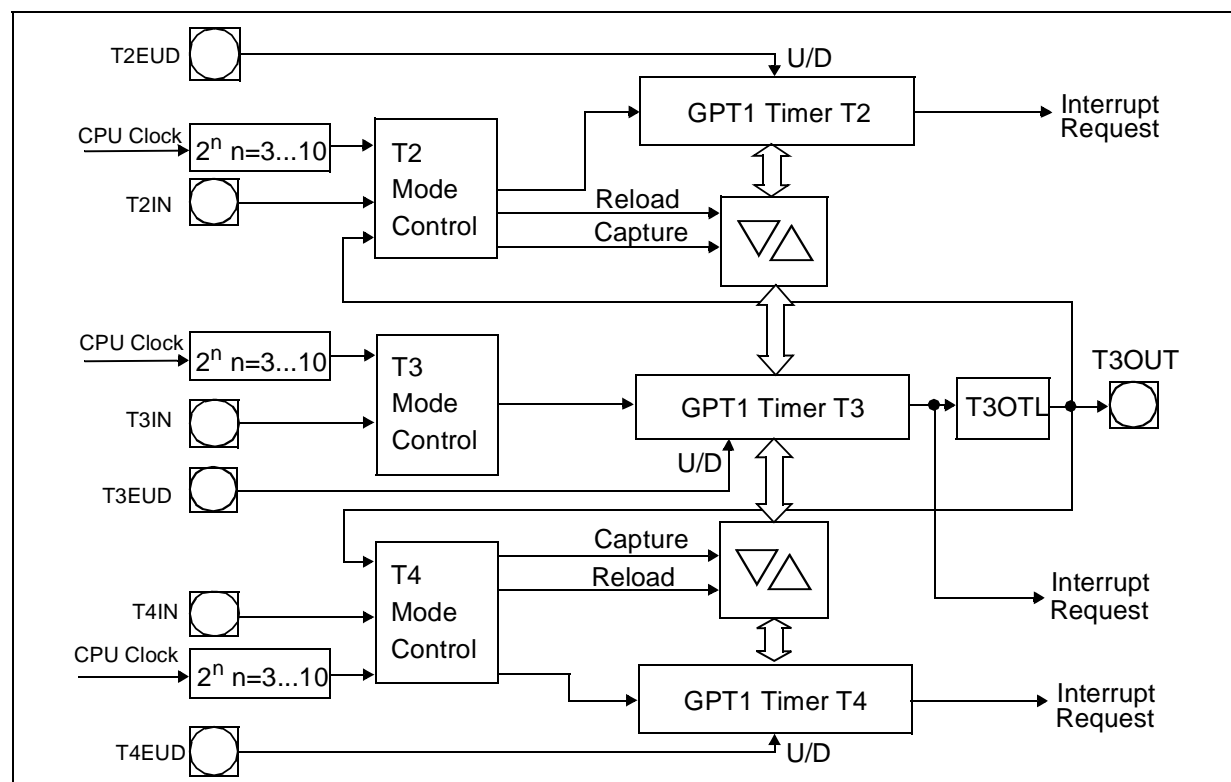 T2EUD
U/D
GPT1 Timer T2
Interrupt
Request
CPU Clock
2ⁿ n=3...10
T2
Mode
Control
T2IN
Reload
Capture
CPU Clock
2ⁿ n=3...10
T3
Mode
Control
T3IN
GPT1 Timer T3
T3OTL
T3OUT
U/D
T3EUD
Capture
Reload
T4
Mode
Control
T4IN
Interrupt
Request
CPU Clock
2ⁿ n=3...10
GPT1 Timer T4
Interrupt
Request
U/D
T4EUD